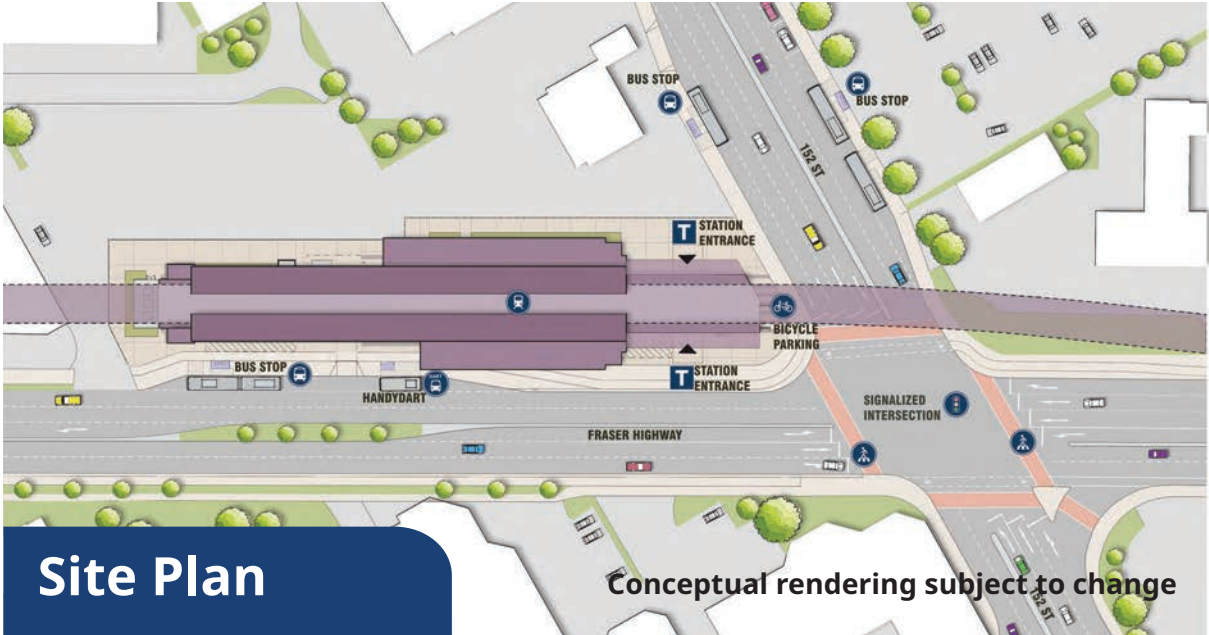 BUS STOP
BUS STOP
152 ST
T
STATION
ENTRANCE
BICYCLE
PARKING
BUS STOP
HANDYDART
T
STATION
ENTRANCE
SIGNALIZED
INTERSECTION
FRASER HIGHWAY
Site Plan
Conceptual rendering subject to change
152 ST